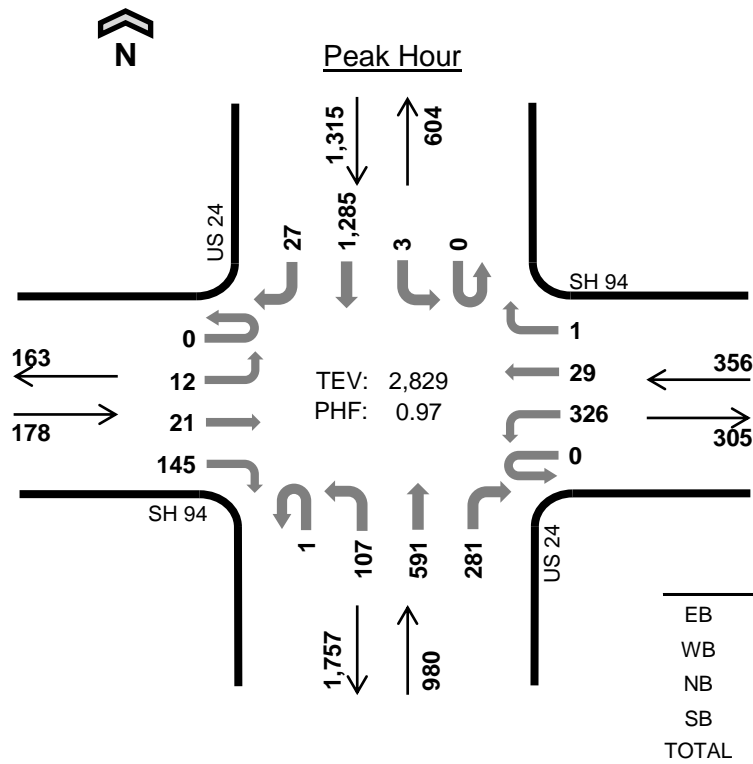 N
Peak Hour
1,315
604
US 24
27
1,285
3
0
SH 94
0
1
163
12
TEV: 2,829
29
356
178
21
PHF: 0.97
326
305
145
0
SH 94
1
107
591
281
US 24
1,757
980
EB
WB
NB
SB
TOTAL